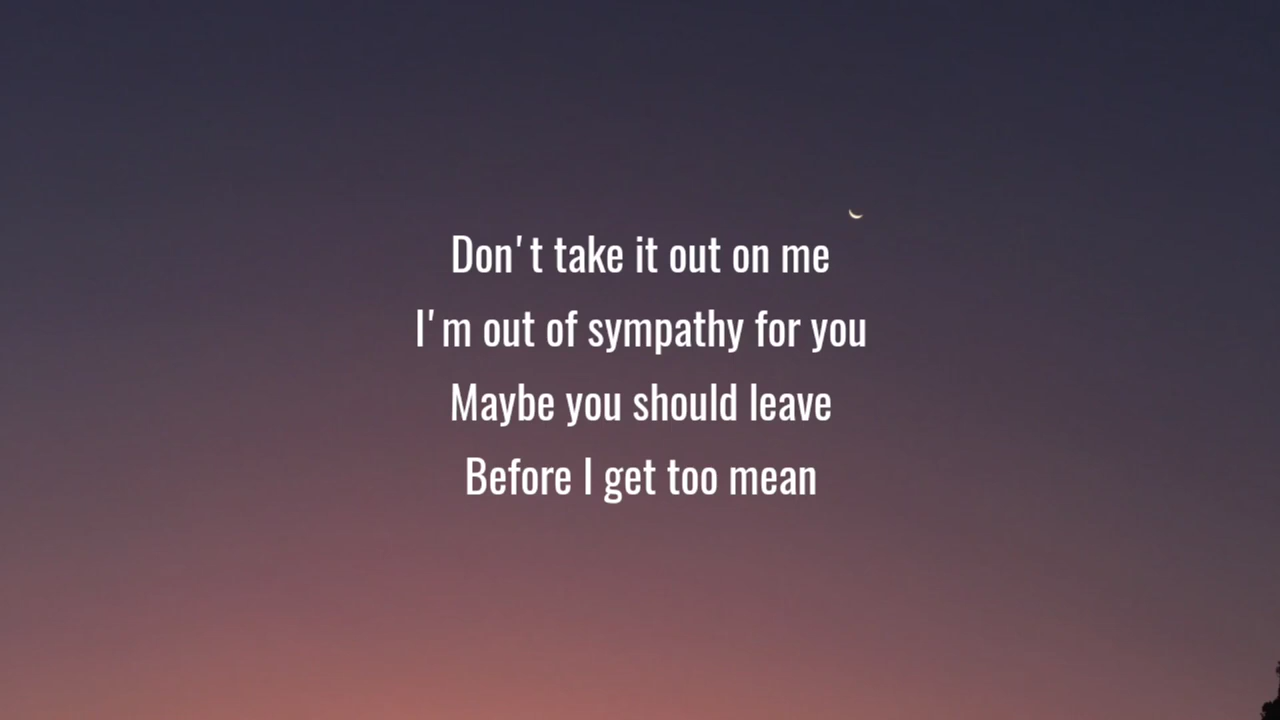 Don't take it out on me
I'm out of sympathy for you
Maybe you should leave
Before I get too mean